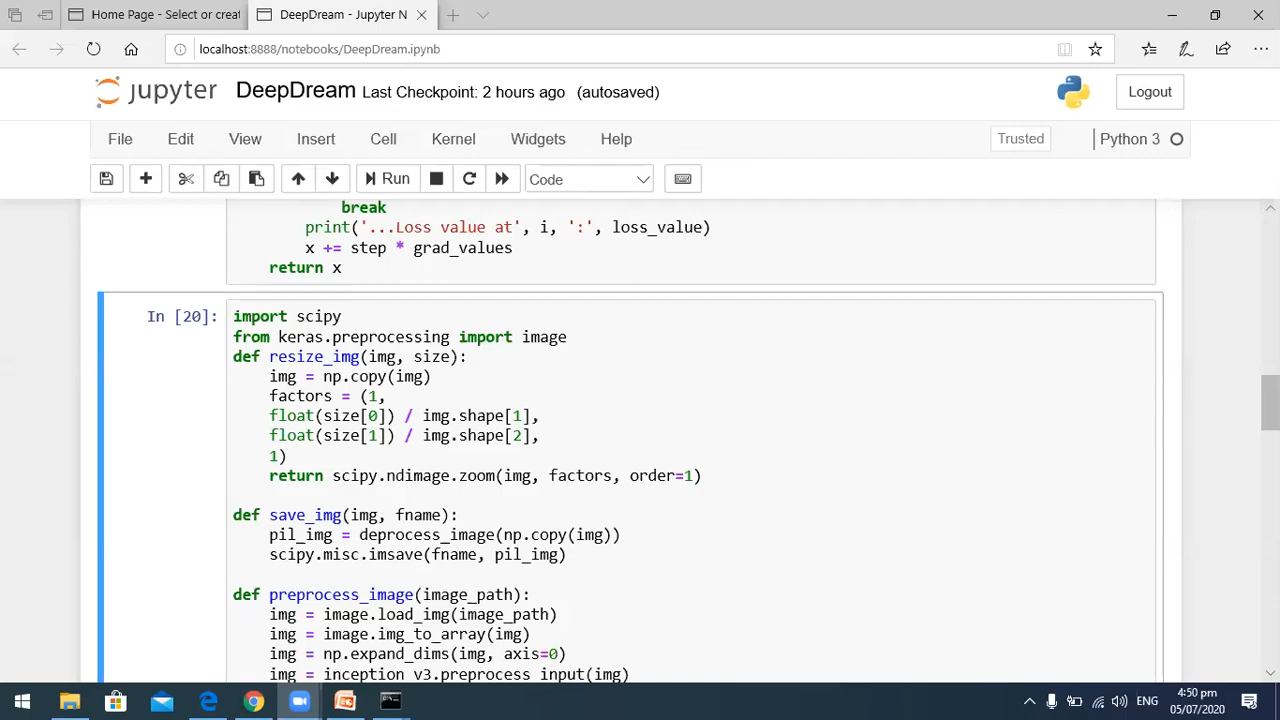 Home Page - Select or creat
DeepDream - Jupyter N
localhost:8888/notebooks/DeepDream.ipynb
jupyter DeepDream Last Checkpoint: 2 hours ago (autosaved)
Logout
File Edit View Insert Cell Kernel Widgets Help
Trusted
Python 3
Run
Code
break
print('...Loss value at', i, ':', loss_value)
x += step * grad_values
return x
In [20]:
import scipy
from keras.preprocessing import image
def resize_img(img, size):
img = np.copy(img)
factors = (1,
float(size[0]) / img.shape[1],
float(size[1]) / img.shape[2],
1)
return scipy.ndimage.zoom(img, factors, order=1)
def save_img(img, fname):
pil_img = deprocess_image(np.copy(img))
scipy.misc.imsave(fname, pil_img)
def preprocess_image(image_path):
img = image.load_img(image_path)
img = image.img_to_array(img)
img = np.expand_dims(img, axis=0)
img = inception_v3.preprocess_input(img)
ENG
4:50 pm
05/07/2020